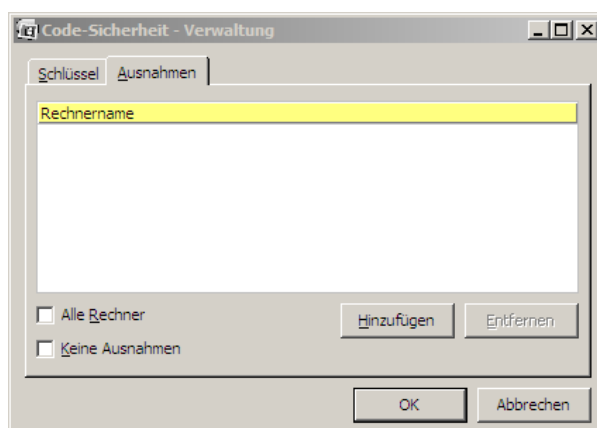 Code-Sicherheit - Verwaltung
Schlüssel Ausnahmen
Rechnername
Alle Rechner
Hinzufügen Entfernen
Keine Ausnahmen
OK Abbrechen